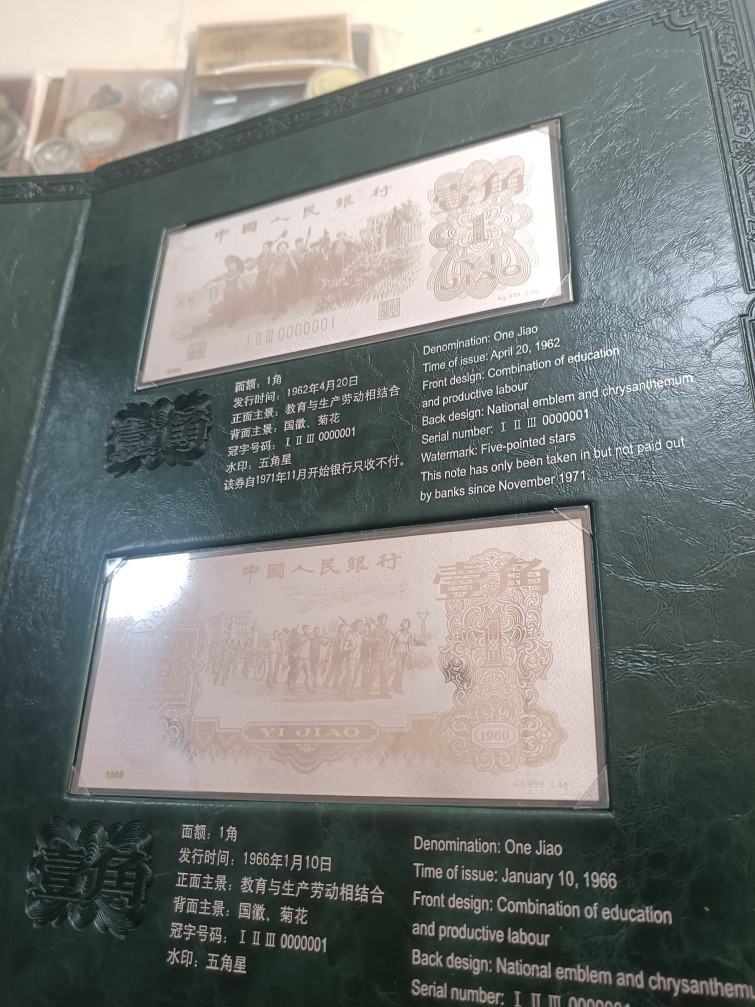 中國人民銀行
壹角
1
JIAO
Ag 999 3.4g
Ⅰ Ⅱ Ⅲ 0000001
面额：1角
发行时间：1962年4月20日
正面主景：教育与生产劳动相结合
背面主景：国徽、菊花
冠字号码：Ⅰ Ⅱ Ⅲ 0000001
水印：五角星
该券自1971年11月开始银行只收不付。
壹角
Denomination: One Jiao
Time of issue: April 20, 1962
Front design: Combination of education
and productive labour
Back design: National emblem and chrysanthemum
Serial number: Ⅰ Ⅱ Ⅲ 0000001
Watermark: Five-pointed stars
This note has only been taken in but not paid out
by banks since November 1971.
中國人民銀行
壹角
1
YI JIAO
1960
Ag 999 3.4g
壹角
面额：1角
发行时间：1966年1月10日
正面主景：教育与生产劳动相结合
背面主景：国徽、菊花
冠字号码：Ⅰ Ⅱ Ⅲ 0000001
水印：五角星
Denomination: One Jiao
Time of issue: January 10, 1966
Front design: Combination of education
and productive labour
Back design: National emblem and
Serial number: Ⅰ Ⅱ Ⅲ